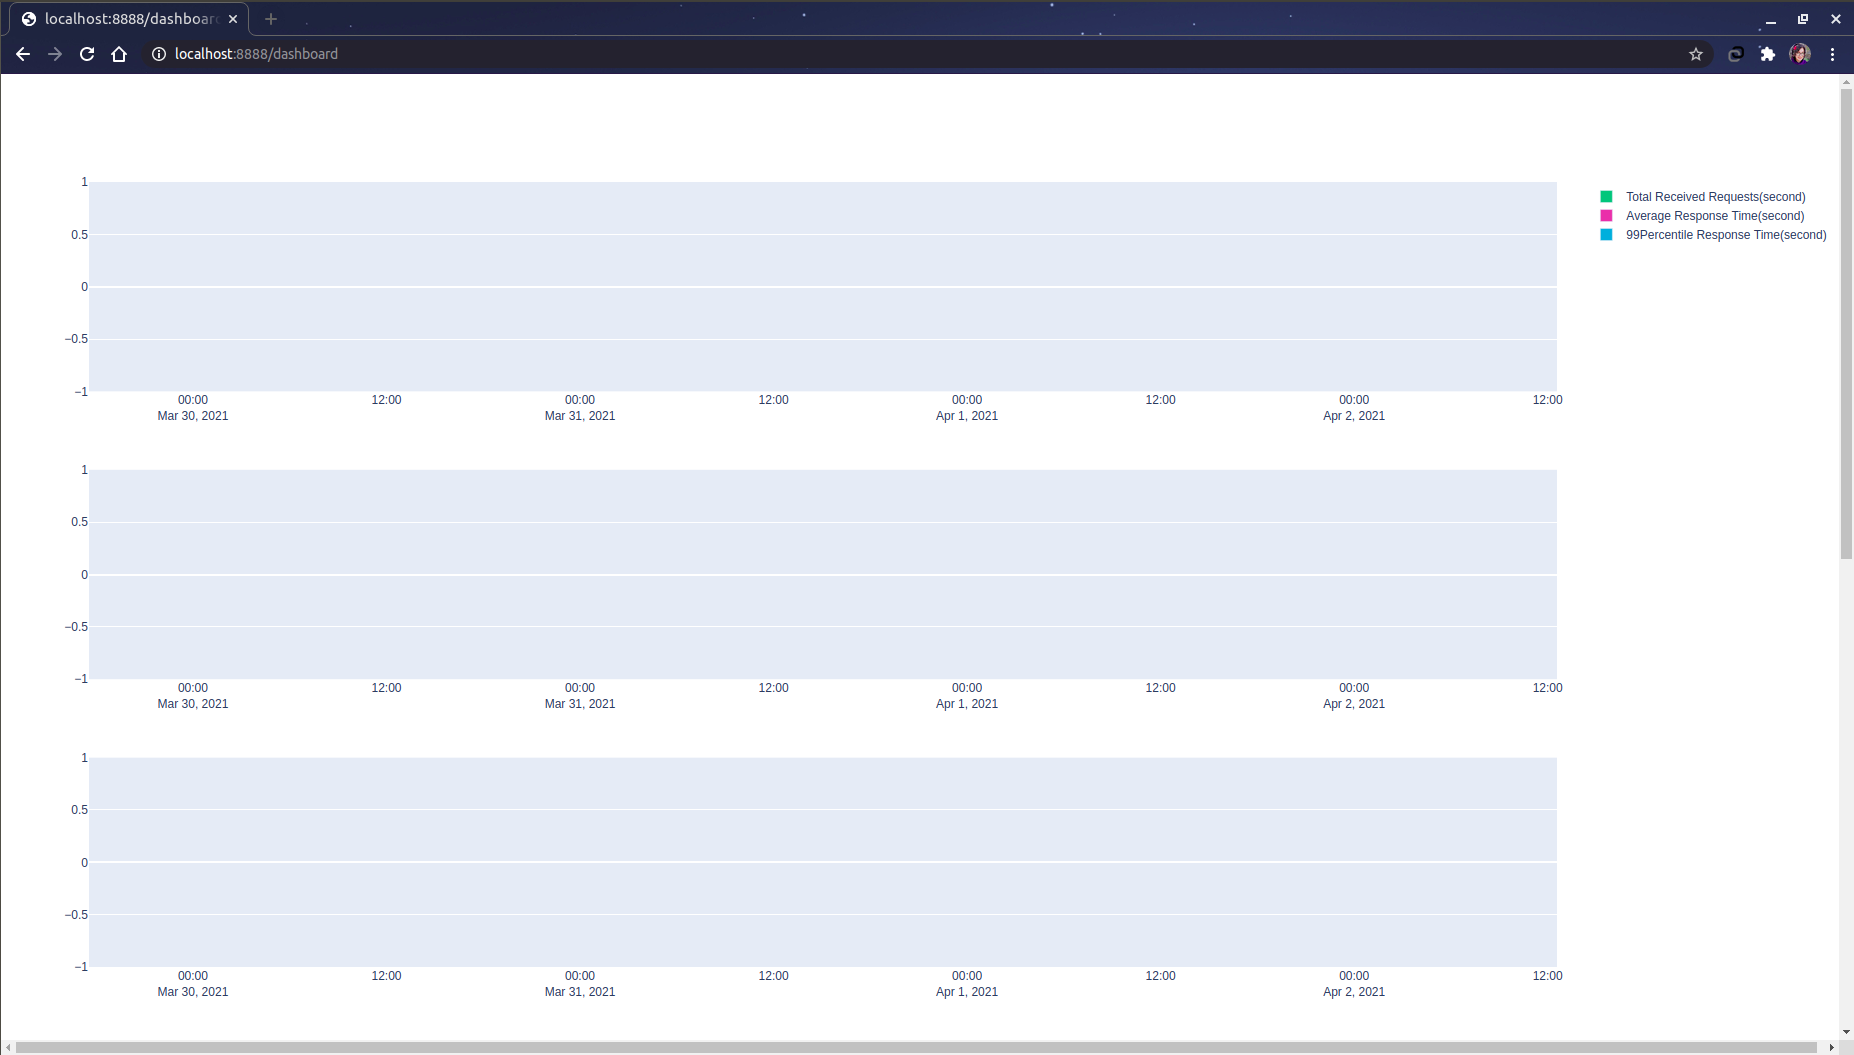 localhost:8888/dashboard
localhost:8888/dashboard
1
0.5
0
−0.5
−1
00:00 12:00 00:00 12:00 00:00 12:00 00:00 12:00
Mar 30, 2021 Mar 31, 2021 Apr 1, 2021 Apr 2, 2021
Total Received Requests(second)
Average Response Time(second)
99Percentile Response Time(second)
1
0.5
0
−0.5
−1
00:00 12:00 00:00 12:00 00:00 12:00 00:00 12:00
Mar 30, 2021 Mar 31, 2021 Apr 1, 2021 Apr 2, 2021
1
0.5
0
−0.5
−1
00:00 12:00 00:00 12:00 00:00 12:00 00:00 12:00
Mar 30, 2021 Mar 31, 2021 Apr 1, 2021 Apr 2, 2021